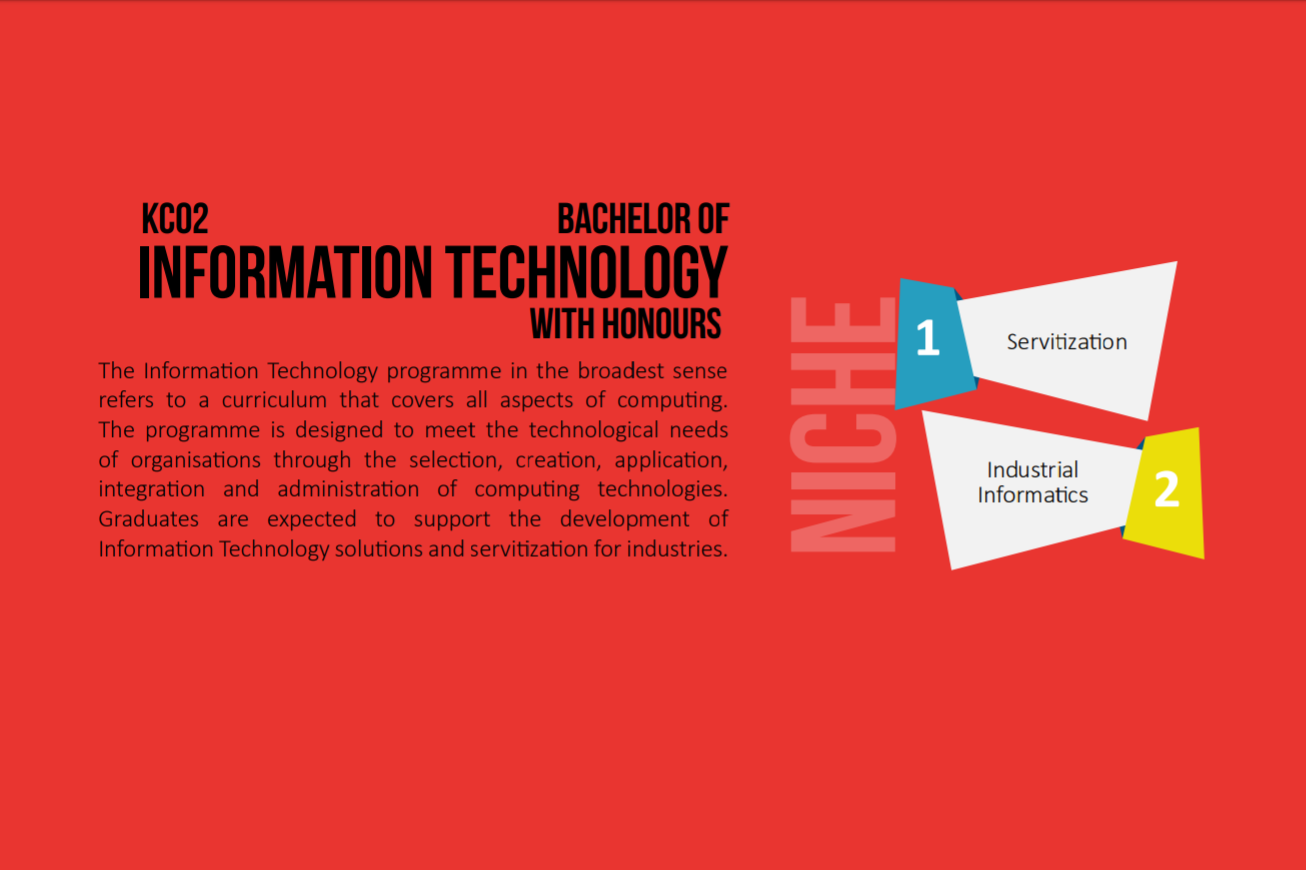 KC02 BACHELOR OF
INFORMATION TECHNOLOGY
WITH HONOURS
The Information Technology programme in the broadest sense
refers to a curriculum that covers all aspects of computing.
The programme is designed to meet the technological needs
of organisations through the selection, creation, application,
integration and administration of computing technologies.
Graduates are expected to support the development of
Information Technology solutions and servitization for industries.
NICHE
1
Servitization
Industrial
Informatics
2